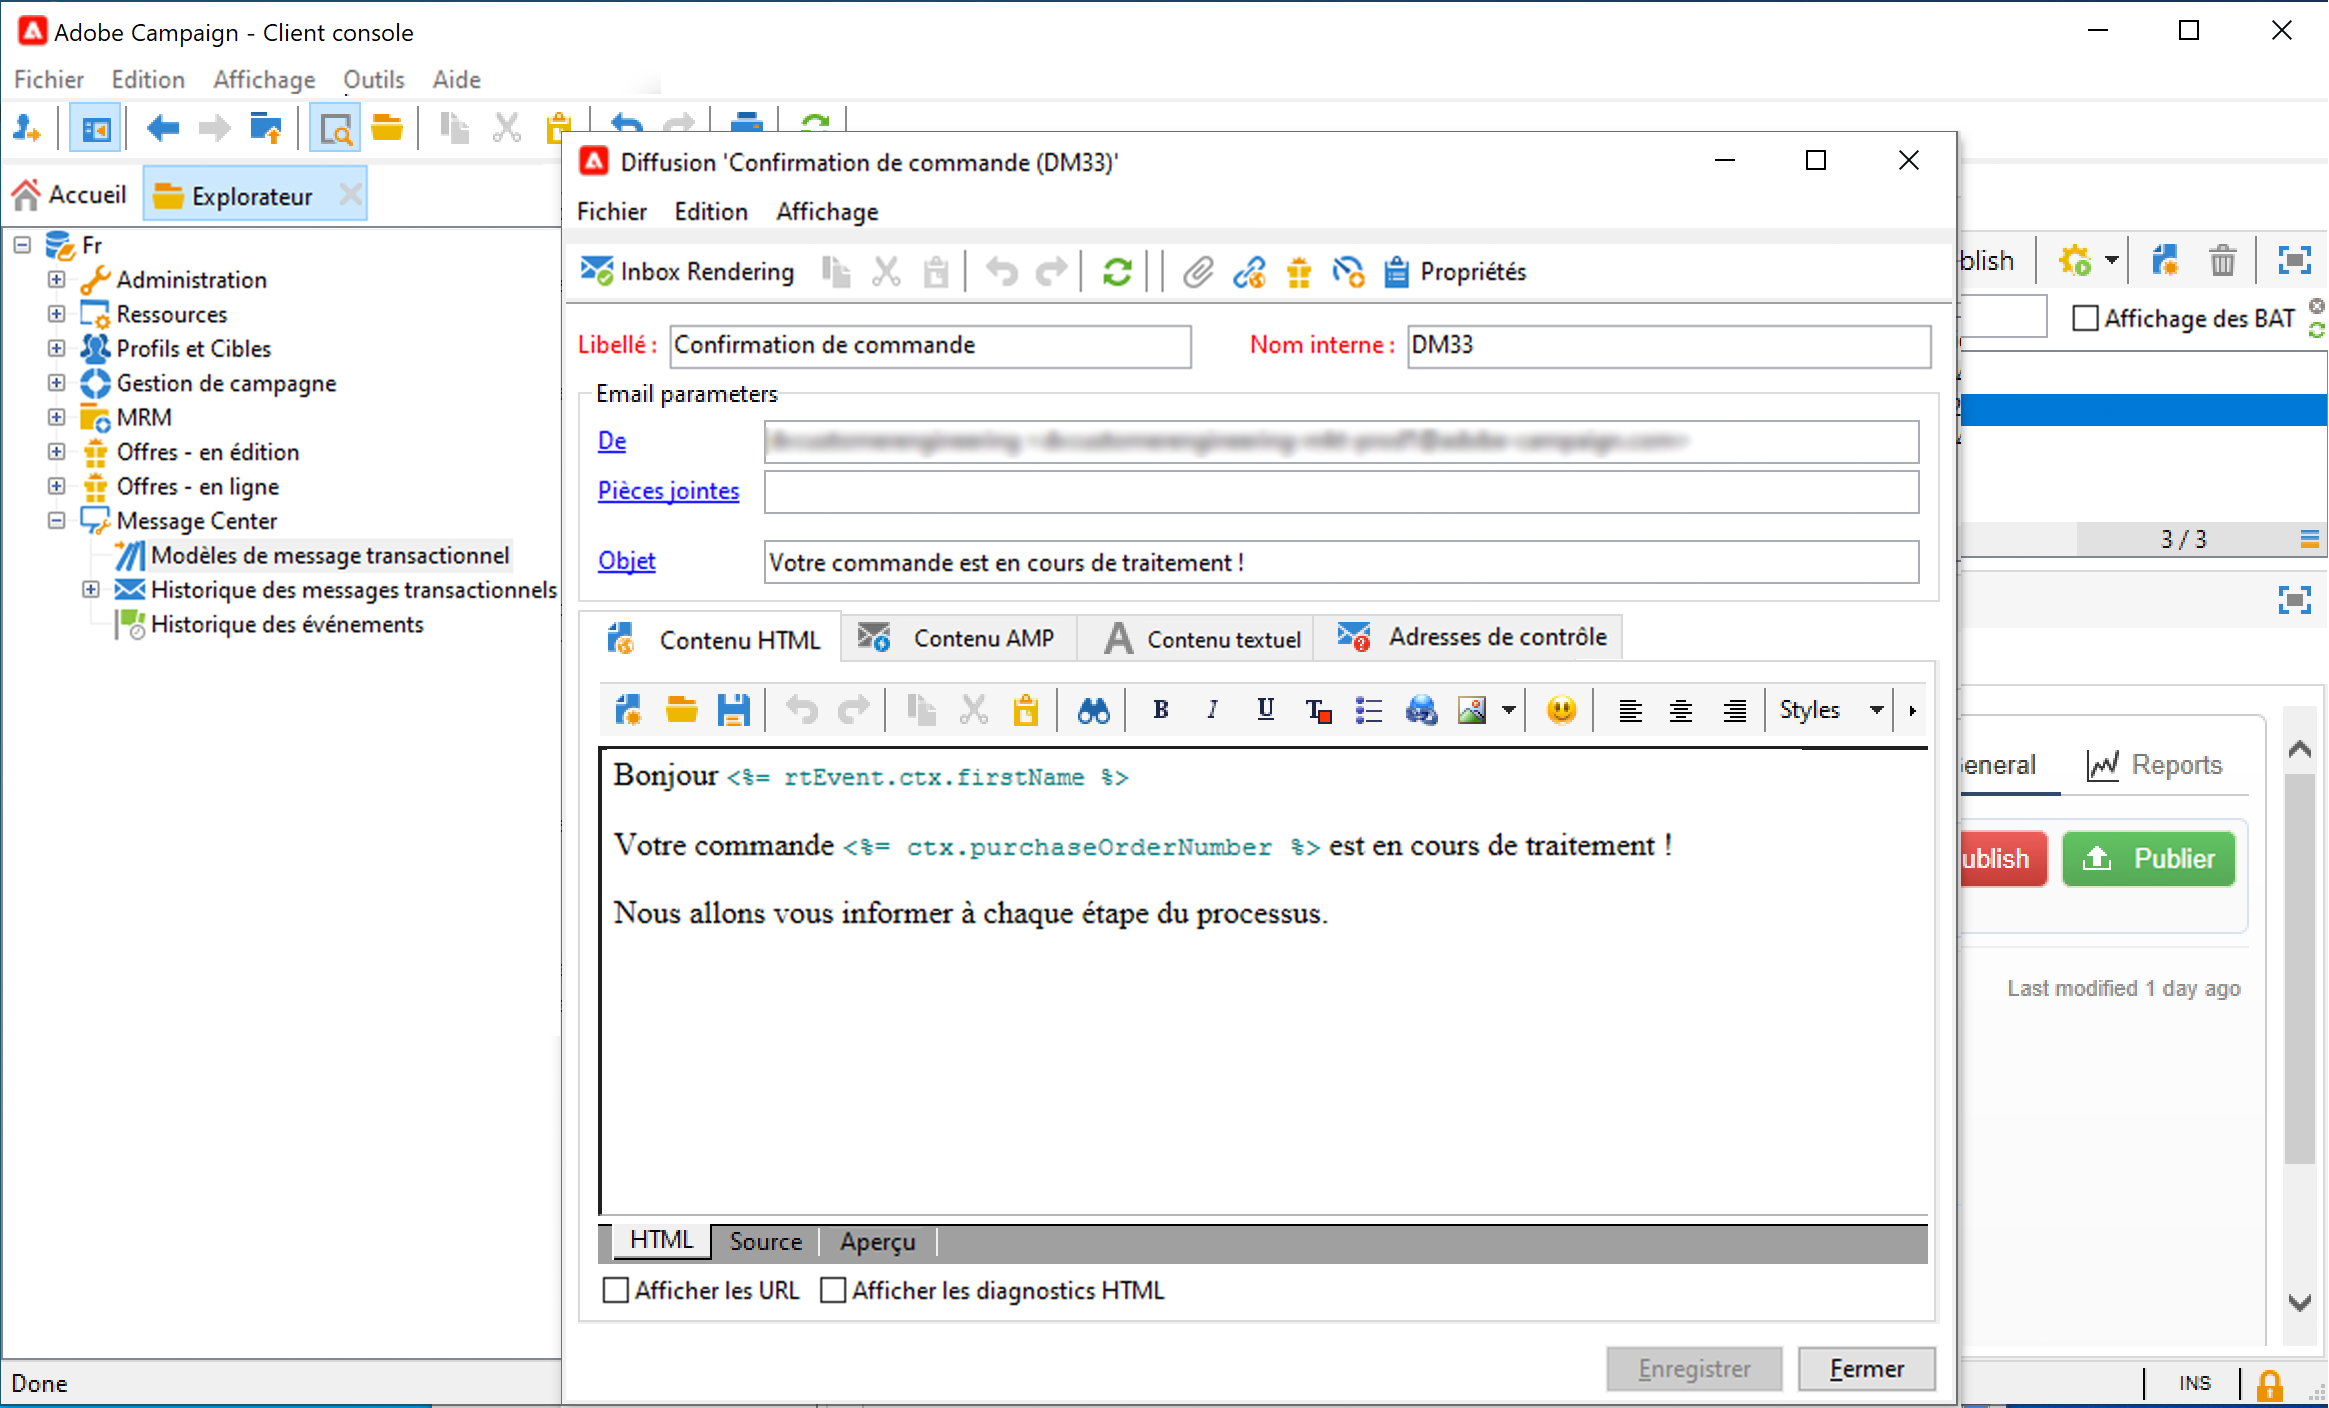 Adobe Campaign - Client console
Fichier Edition Affichage Outils Aide
Accueil Explorateur
Fr
Administration
Ressources
Profils et Cibles
Gestion de campagne
MRM
Offres - en édition
Offres - en ligne
Message Center
Modèles de message transactionnel
Historique des messages transactionnels
Historique des événements
Diffusion 'Confirmation de commande (DM33)'
Fichier Edition Affichage
Inbox Rendering Propriétés
Libellé : Confirmation de commande Nom interne : DM33
Email parameters
De
Pièces jointes
Objet Votre commande est en cours de traitement !
Contenu HTML Contenu AMP Contenu textuel Adresses de contrôle
B I U T Styles
Bonjour <%= rtEvent.ctx.firstName %>
Votre commande <%= ctx.purchaseOrderNumber %> est en cours de traitement !
Nous allons vous informer à chaque étape du processus.
HTML Source Aperçu
Afficher les URL Afficher les diagnostics HTML
Enregistrer Fermer
blish
Affichage des BAT
3 / 3
eneral Reports
ublish Publier
Last modified 1 day ago
Done INS